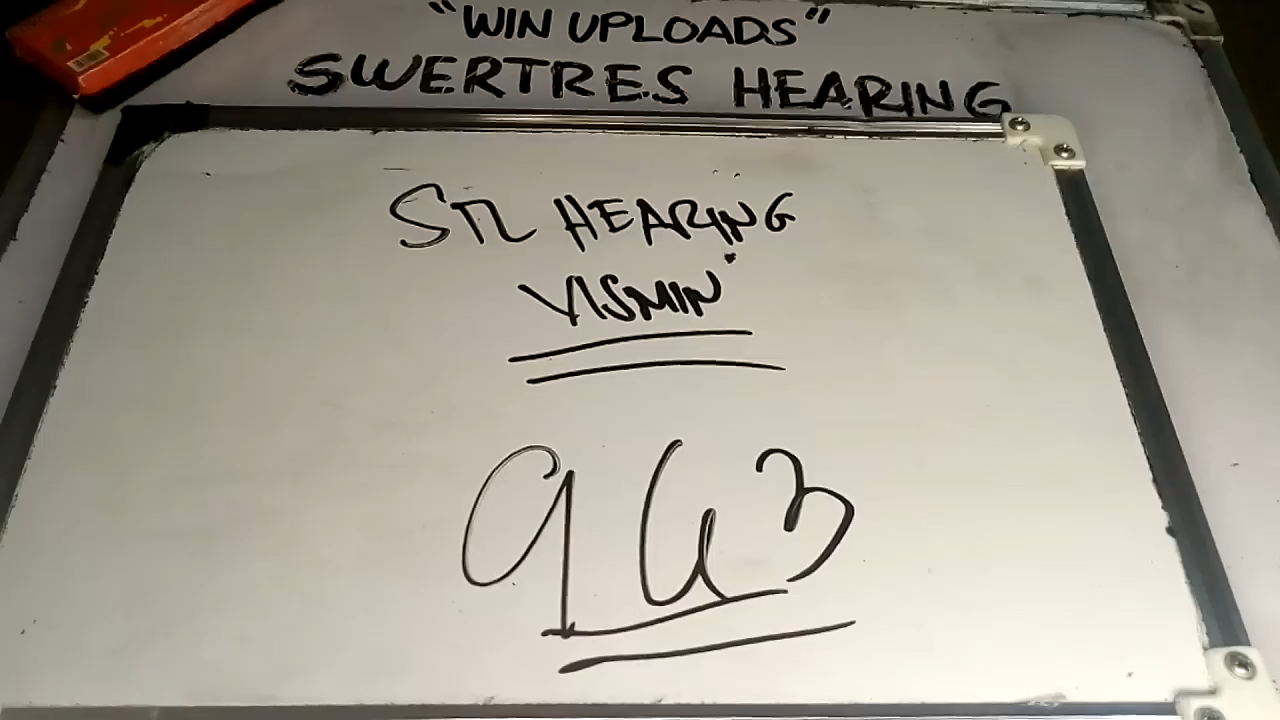 "WIN UPLOADS"
SWERTRES HEARING
STL HEARING
VISMIN
963